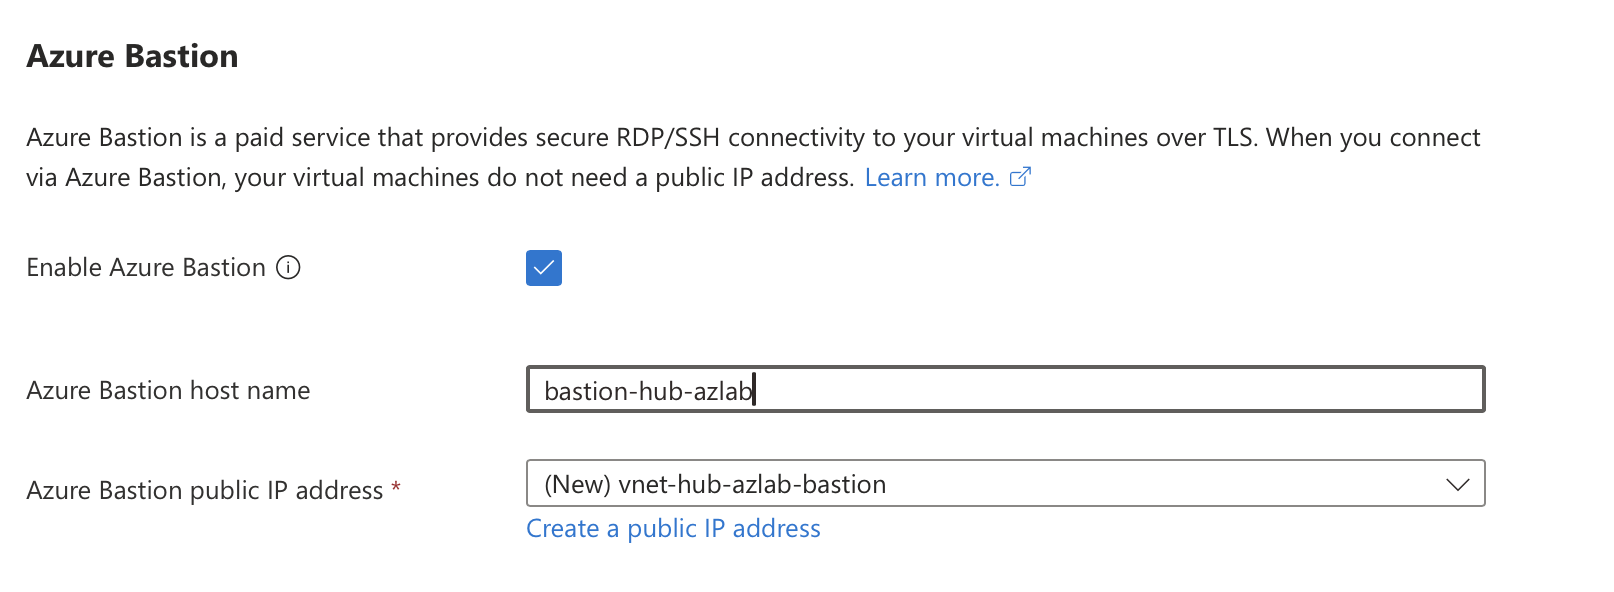 Azure Bastion
Azure Bastion is a paid service that provides secure RDP/SSH connectivity to your virtual machines over TLS. When you connect
via Azure Bastion, your virtual machines do not need a public IP address. Learn more.
Enable Azure Bastion
Azure Bastion host name
bastion-hub-azlab
Azure Bastion public IP address *
(New) vnet-hub-azlab-bastion
Create a public IP address